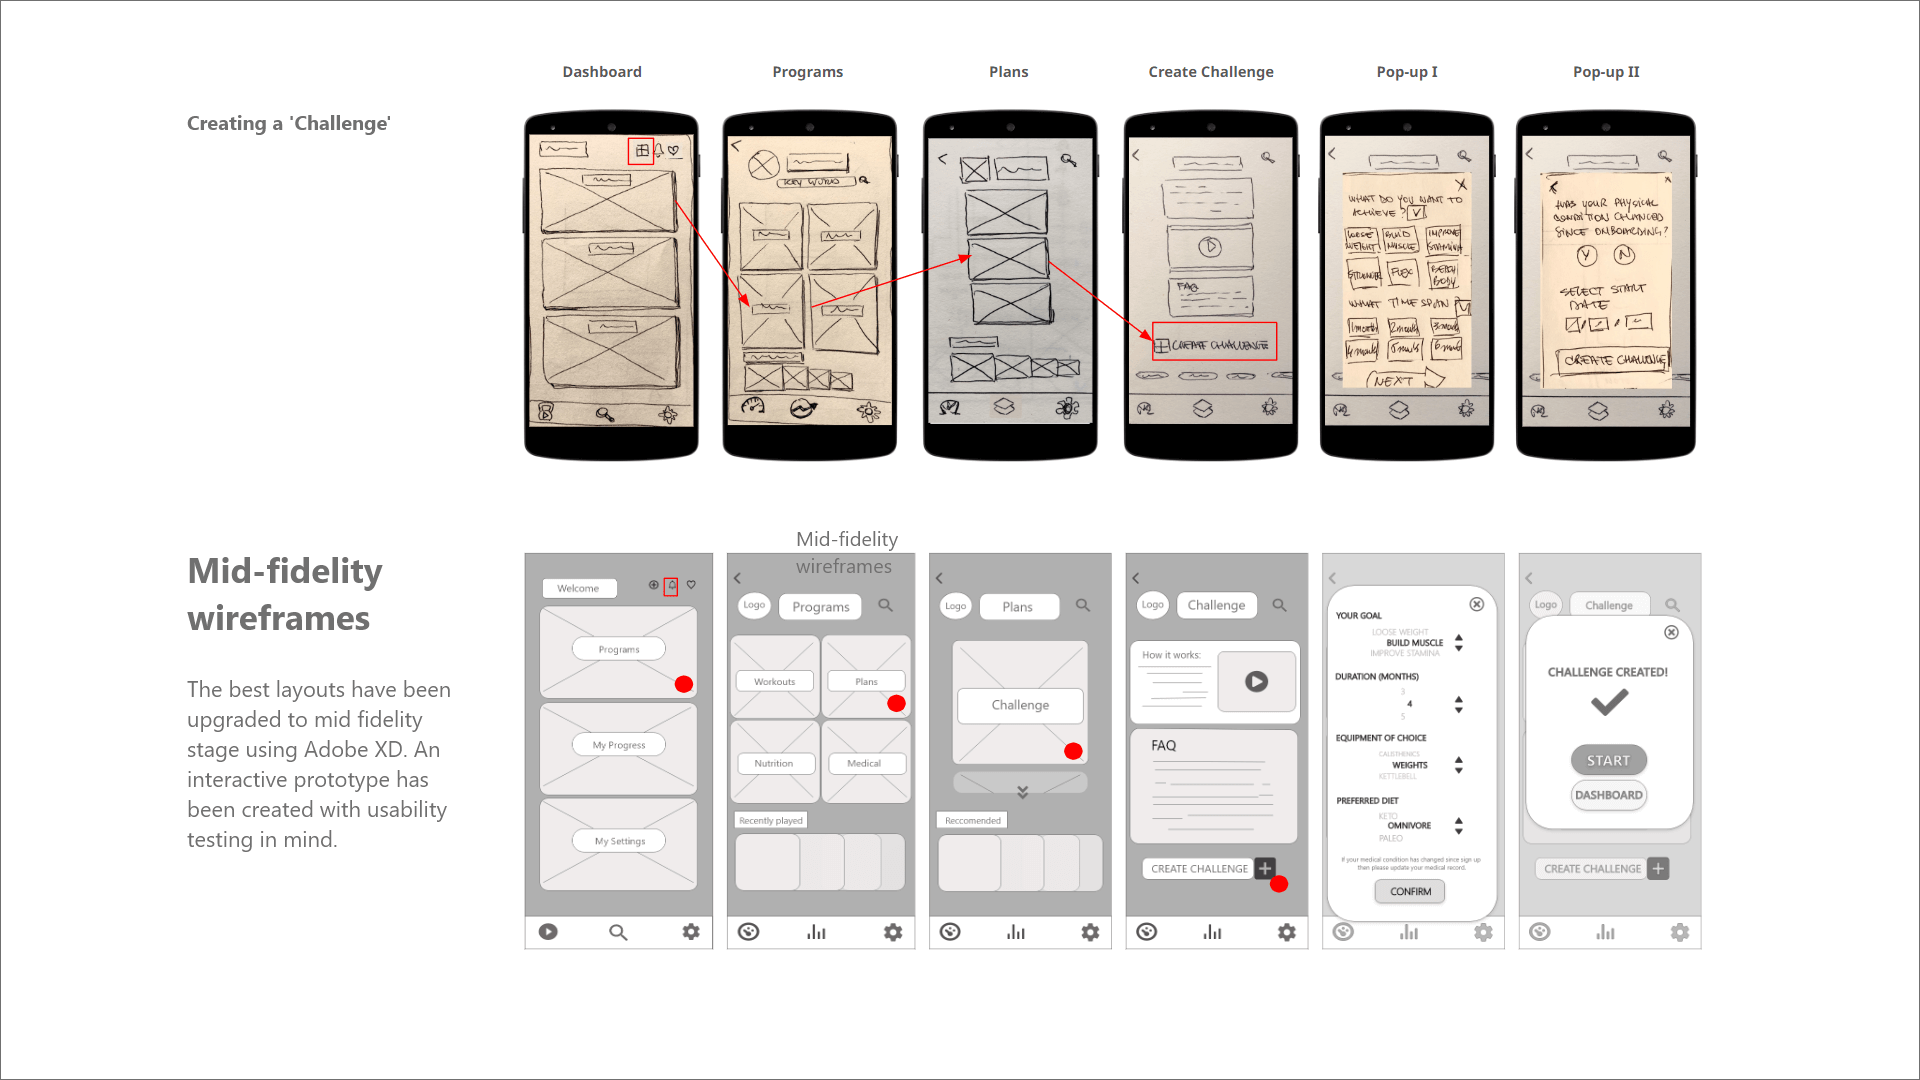 Dashboard
Programs
Plans
Create Challenge
Pop-up I
Pop-up II
Creating a 'Challenge'
KEY WORDS
FAQ
CREATE CHALLENGE
WHAT DO YOU WANT TO
ACHIEVE?
LOOSE
WEIGHT
BUILD
MUSCLE
IMPROVE
STAMINA
BODY
WHAT TIME SPAN
1 month
2 month
3 month
4 month
5 month
6 month
NEXT
HAS YOUR PHYSICAL
CONDITION CHANGED
SINCE ONBOARDING?
Y
N
SELECT START
DATE
CREATE CHALLENGE
Mid-fidelity
wireframes
The best layouts have been
upgraded to mid fidelity
stage using Adobe XD. An
interactive prototype has
been created with usability
testing in mind.
Mid-fidelity
wireframes
Welcome
Programs
My Progress
My Settings
Logo
Programs
Workouts
Plans
Nutrition
Medical
Recently played
Logo
Plans
Challenge
Reccomended
Logo
Challenge
How it works:
FAQ
CREATE CHALLENGE
YOUR GOAL
LOOSE WEIGHT
BUILD MUSCLE
IMPROVE STAMINA
DURATION (MONTHS)
3
4
5
EQUIPMENT OF CHOICE
CALISTHENICS
WEIGHTS
KETTLEBELL
PREFERRED DIET
KETO
OMNIVORE
PALEO
If your medical condition has changed since sign up
then please update your medical record.
CONFIRM
Logo
Challenge
CHALLENGE CREATED!
START
DASHBOARD
CREATE CHALLENGE